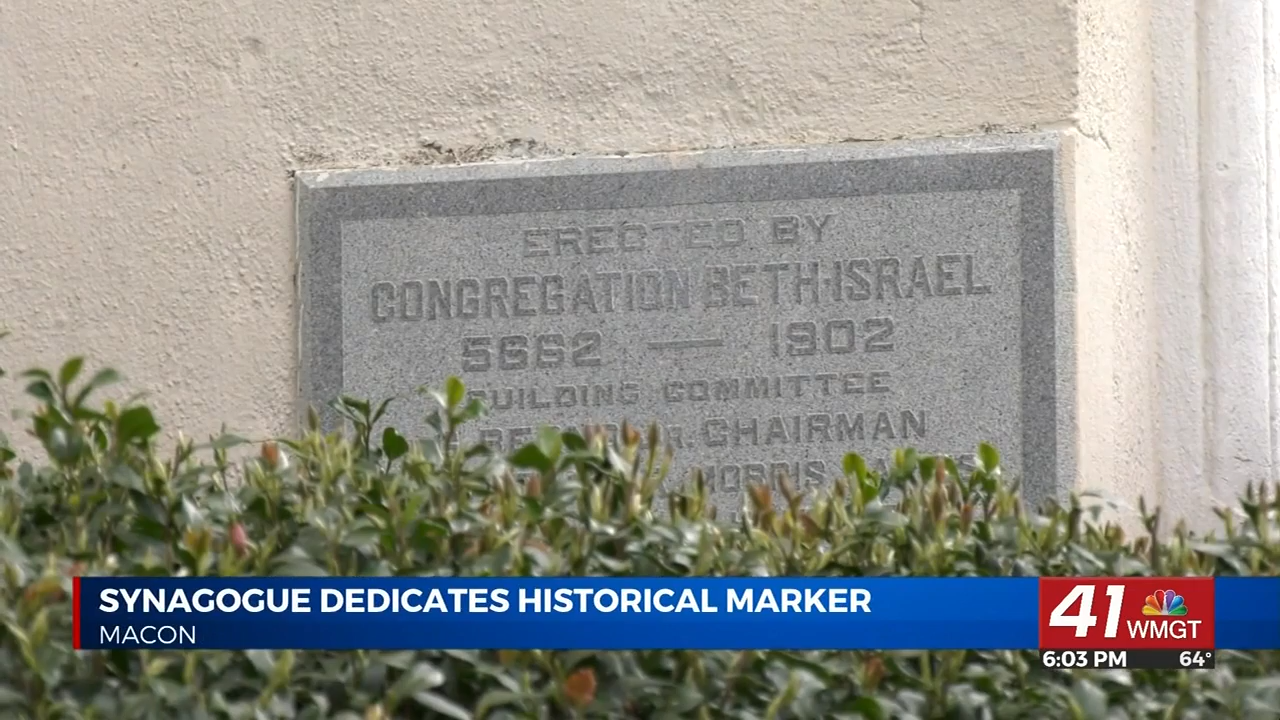 ERECTED BY
CONGREGATION BETH-ISRAEL
5662 — 1902
BUILDING COMMITTEE
CHAIRMAN
MORRIS
SYNAGOGUE DEDICATES HISTORICAL MARKER
MACON
41
WMGT
6:03 PM 64°